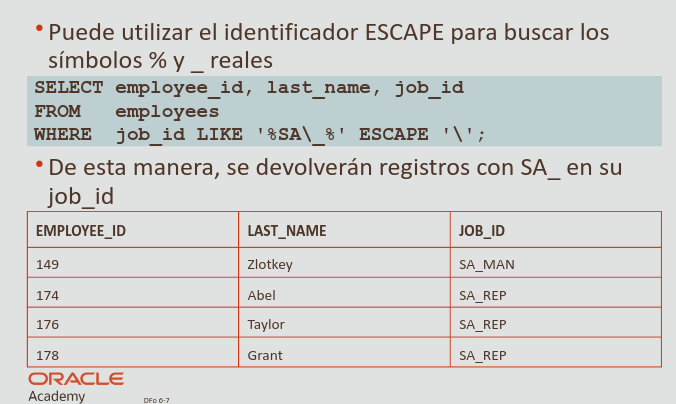 • Puede utilizar el identificador ESCAPE para buscar los
símbolos % y _ reales
SELECT employee_id, last_name, job_id
FROM employees
WHERE job_id LIKE '%SA\_%' ESCAPE '\';
• De esta manera, se devolverán registros con SA_ en su
job_id
EMPLOYEE_ID LAST_NAME JOB_ID
149 Zlotkey SA_MAN
174 Abel SA_REP
176 Taylor SA_REP
178 Grant SA_REP
ORACLE
Academy
DFo 6-7